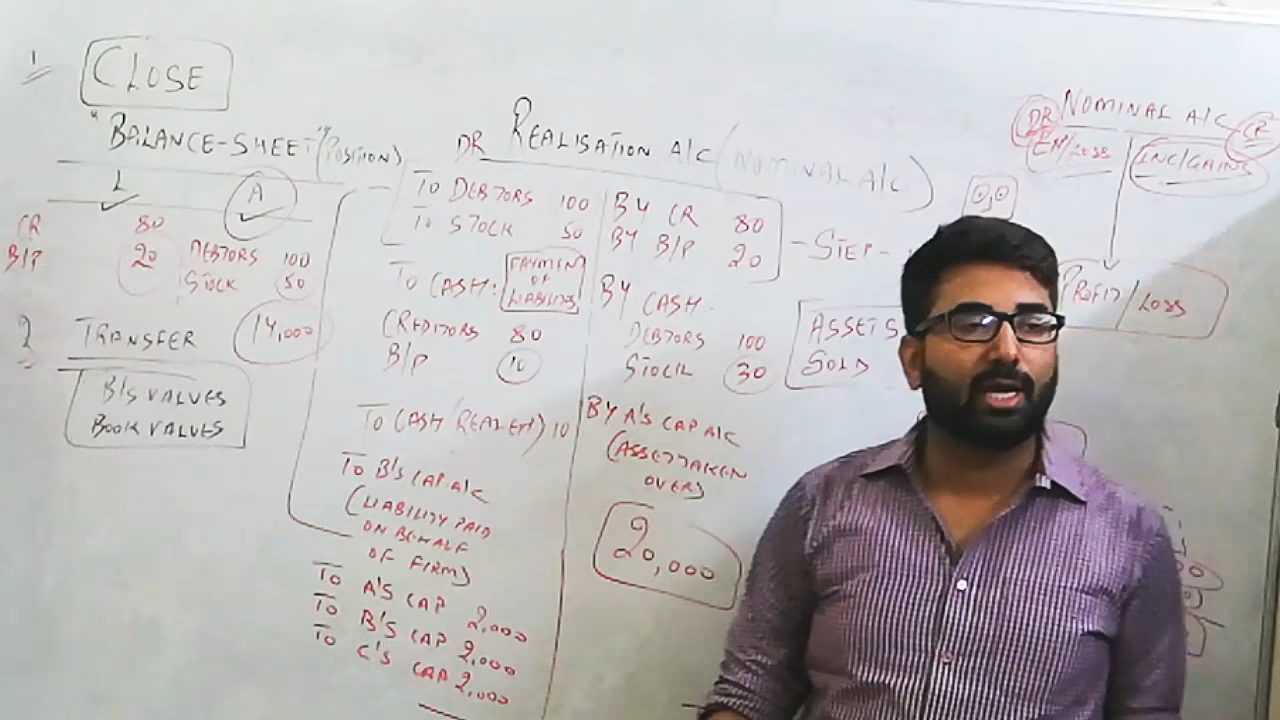 1
CLOSE
"BALANCE-SHEET" (POSITION)
L A
CR 80
B/P 20 DEBTORS 100
STOCK 50
2 TRANSFER 14,000
B/S VALUES
BOOK VALUES
DR REALISATION A/C (NOMINAL A/C)
TO DEBTORS 100
TO STOCK 50
TO CASH: PAYMENT OF LIABILITIES
CREDITORS 80
B/P 10
TO CASH (REAL EX) 10
TO B'S CAP A/C
(LIABILITY PAID
ON BEHALF
OF FIRM)
TO A'S CAP 2,000
TO B'S CAP 2,000
TO C'S CAP 2,000
BY CR 80
BY B/P 20
- STEP -
BY CASH
DEBTORS 100
STOCK 30
ASSETS
SOLD
BY A'S CAP A/C
(ASSET TAKEN
OVER)
20,000
NOMINAL A/C
DR CR
EX/LOSS INC/GAINS
0,0
PROFIT/LOSS